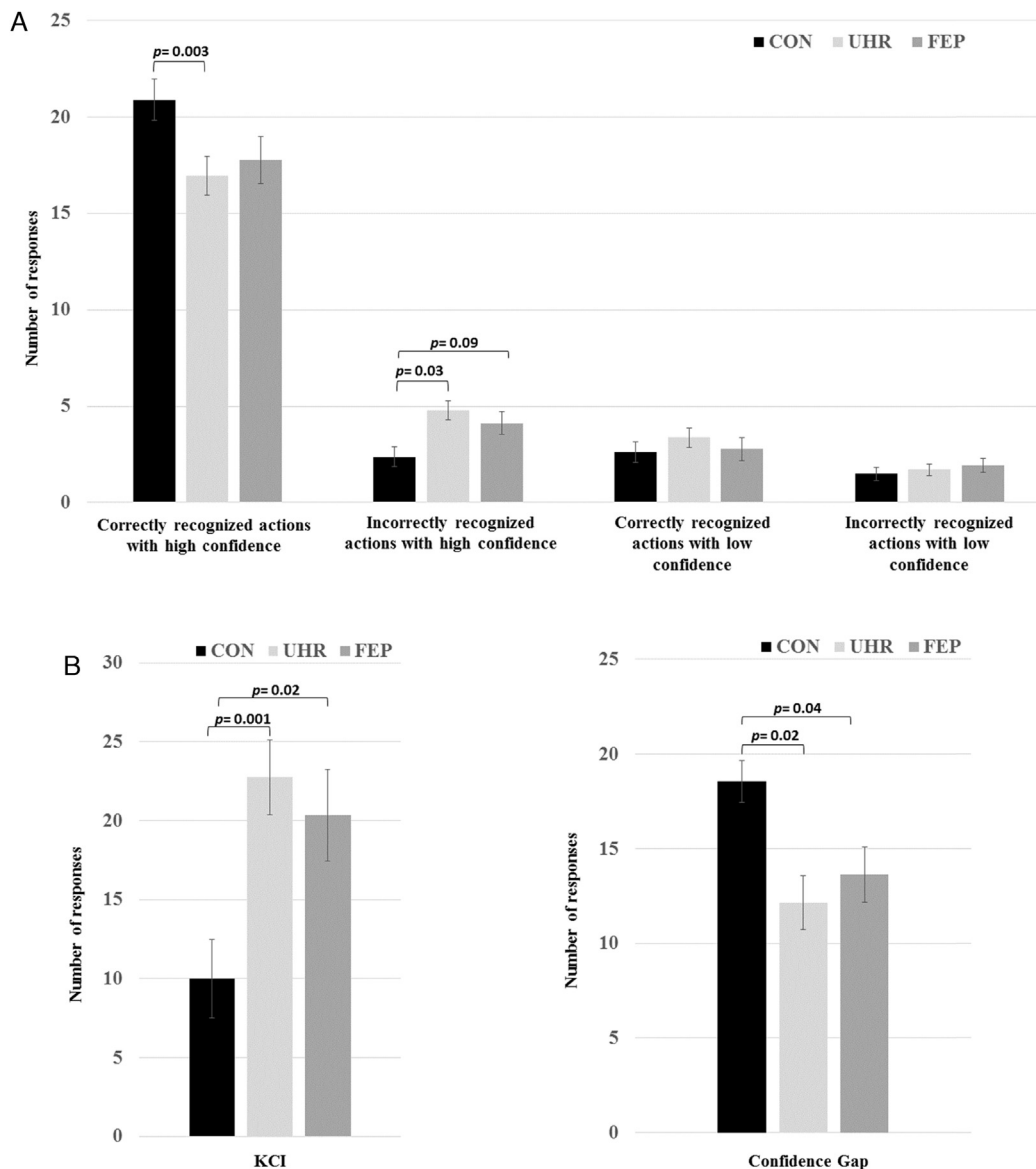 A
25
CON UHR FEP
p= 0.003
20
15
10
p= 0.09
p= 0.03
5
0
Number of responses
Correctly recognized actions
with high confidence
Incorrectly recognized
actions with high confidence
Correctly recognized
actions with low
confidence
Incorrectly recognized
actions with low
confidence
B
CON UHR FEP
30
p= 0.02
p= 0.001
25
20
15
10
5
0
Number of responses
KCI
CON UHR FEP
25
p= 0.04
p= 0.02
20
15
10
5
0
Number of responses
Confidence Gap